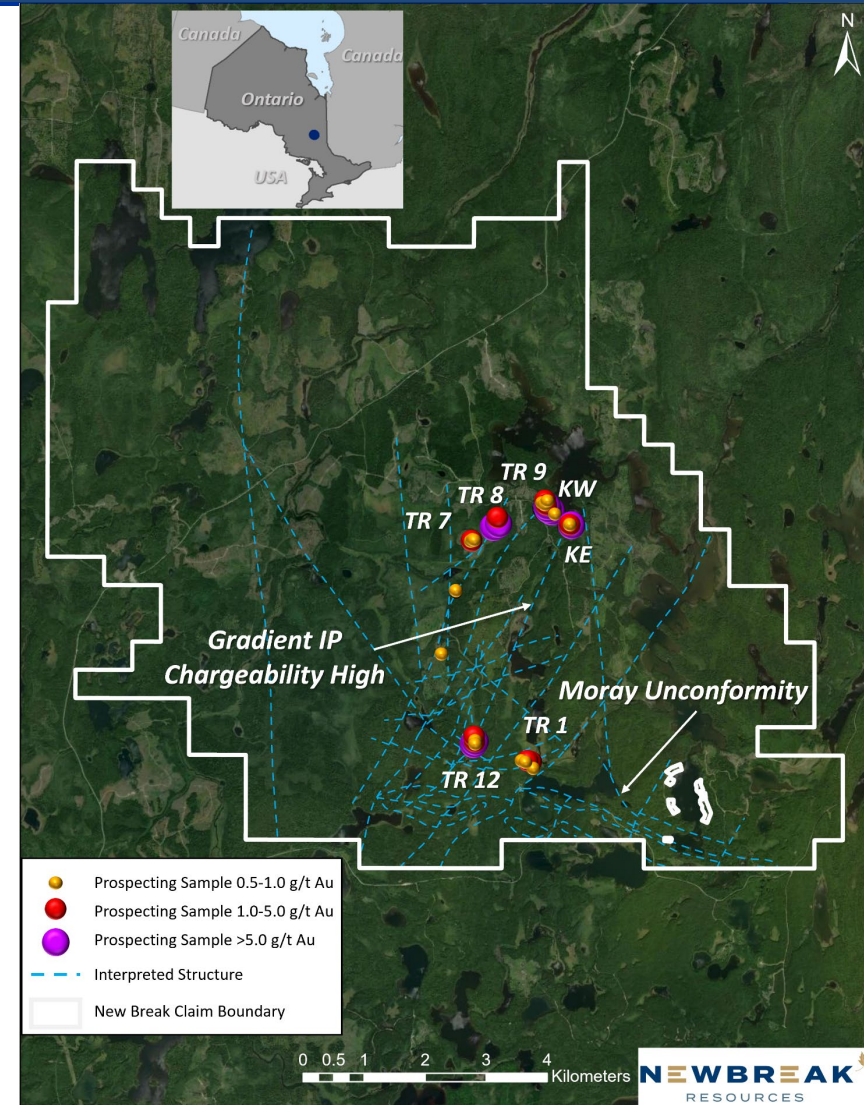 N
Canada
Canada
Ontario
USA
TR 9
KW
TR 8
TR 7
KE
Gradient IP
Chargeability High
Moray Unconformity
TR 1
TR 12
Prospecting Sample 0.5-1.0 g/t Au
Prospecting Sample 1.0-5.0 g/t Au
Prospecting Sample >5.0 g/t Au
Interpreted Structure
New Break Claim Boundary
0 0.5 1 2 3 4
Kilometers
NEWBREAK
RESOURCES